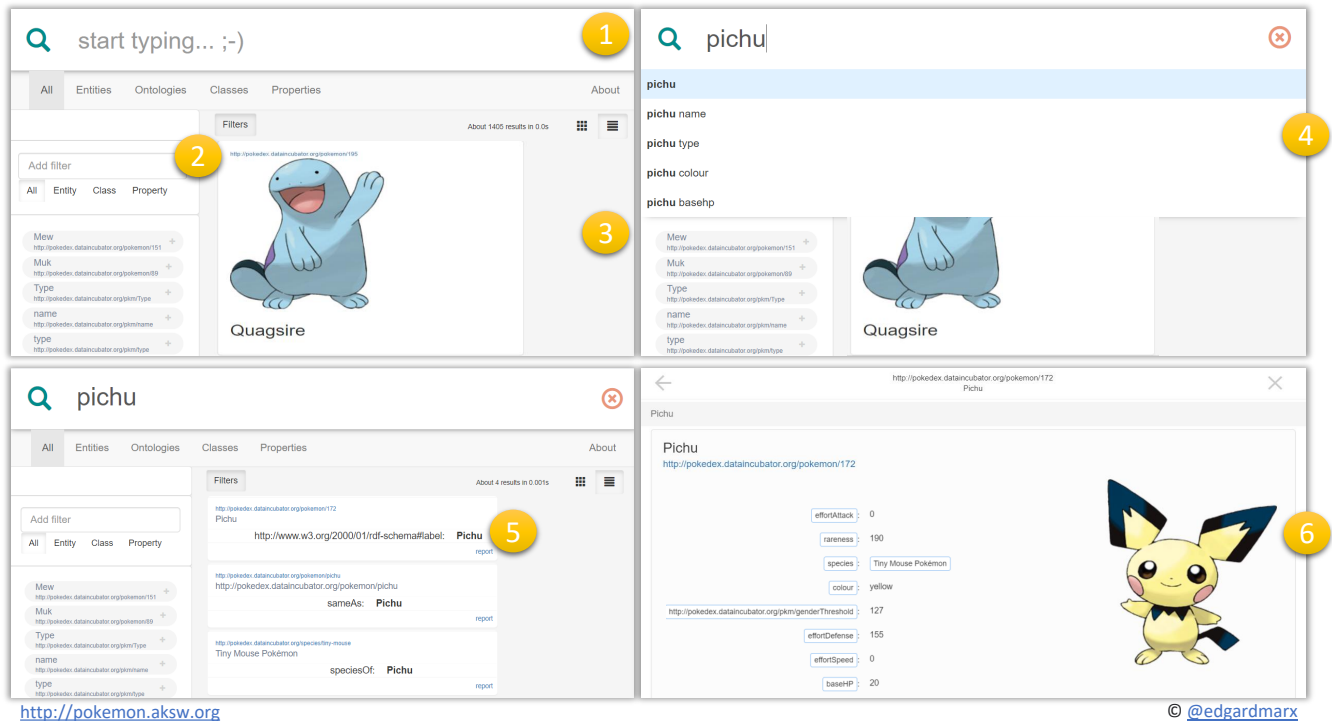 start typing... ;-)
1
All Entities Ontologies Classes Properties About
Filters
About 1405 results in 0.0s
2
Add filter
All Entity Class Property
http://pokedex.dataincubator.org/pokemon/195
3
Mew
http://pokedex.dataincubator.org/pokemon/151
+
Muk
http://pokedex.dataincubator.org/pokemon/89
+
Type
http://pokedex.dataincubator.org/pkm/Type
+
name
http://pokedex.dataincubator.org/pkm/name
+
type
http://pokedex.dataincubator.org/pkm/type
+
Quagsire
pichu
pichu
pichu name
pichu type
pichu colour
pichu basehp
4
Mew
http://pokedex.dataincubator.org/pokemon/151
+
Muk
http://pokedex.dataincubator.org/pokemon/89
+
Type
http://pokedex.dataincubator.org/pkm/Type
+
name
http://pokedex.dataincubator.org/pkm/name
+
type
http://pokedex.dataincubator.org/pkm/type
+
Quagsire
pichu
All Entities Ontologies Classes Properties About
Filters
About 4 results in 0.001s
Add filter
All Entity Class Property
Mew
http://pokedex.dataincubator.org/pokemon/151
+
Muk
http://pokedex.dataincubator.org/pokemon/89
+
Type
http://pokedex.dataincubator.org/pkm/Type
+
name
http://pokedex.dataincubator.org/pkm/name
+
type
http://pokedex.dataincubator.org/pkm/type
+
http://pokedex.dataincubator.org/pokemon/172
Pichu
http://www.w3.org/2000/01/rdf-schema#label: Pichu
5
report
http://pokedex.dataincubator.org/pokemon/pichu
http://pokedex.dataincubator.org/pokemon/pichu
sameAs: Pichu
report
http://pokedex.dataincubator.org/species/tiny-mouse
Tiny Mouse Pokémon
speciesOf: Pichu
report
http://pokedex.dataincubator.org/pokemon/172
Pichu
Pichu
Pichu
http://pokedex.dataincubator.org/pokemon/172
effortAttack : 0
rareness : 190
species : Tiny Mouse Pokémon
colour : yellow
http://pokedex.dataincubator.org/pkm/genderThreshold : 127
effortDefense : 155
effortSpeed : 0
baseHP : 20
6
http://pokemon.aksw.org
© @edgardmarx